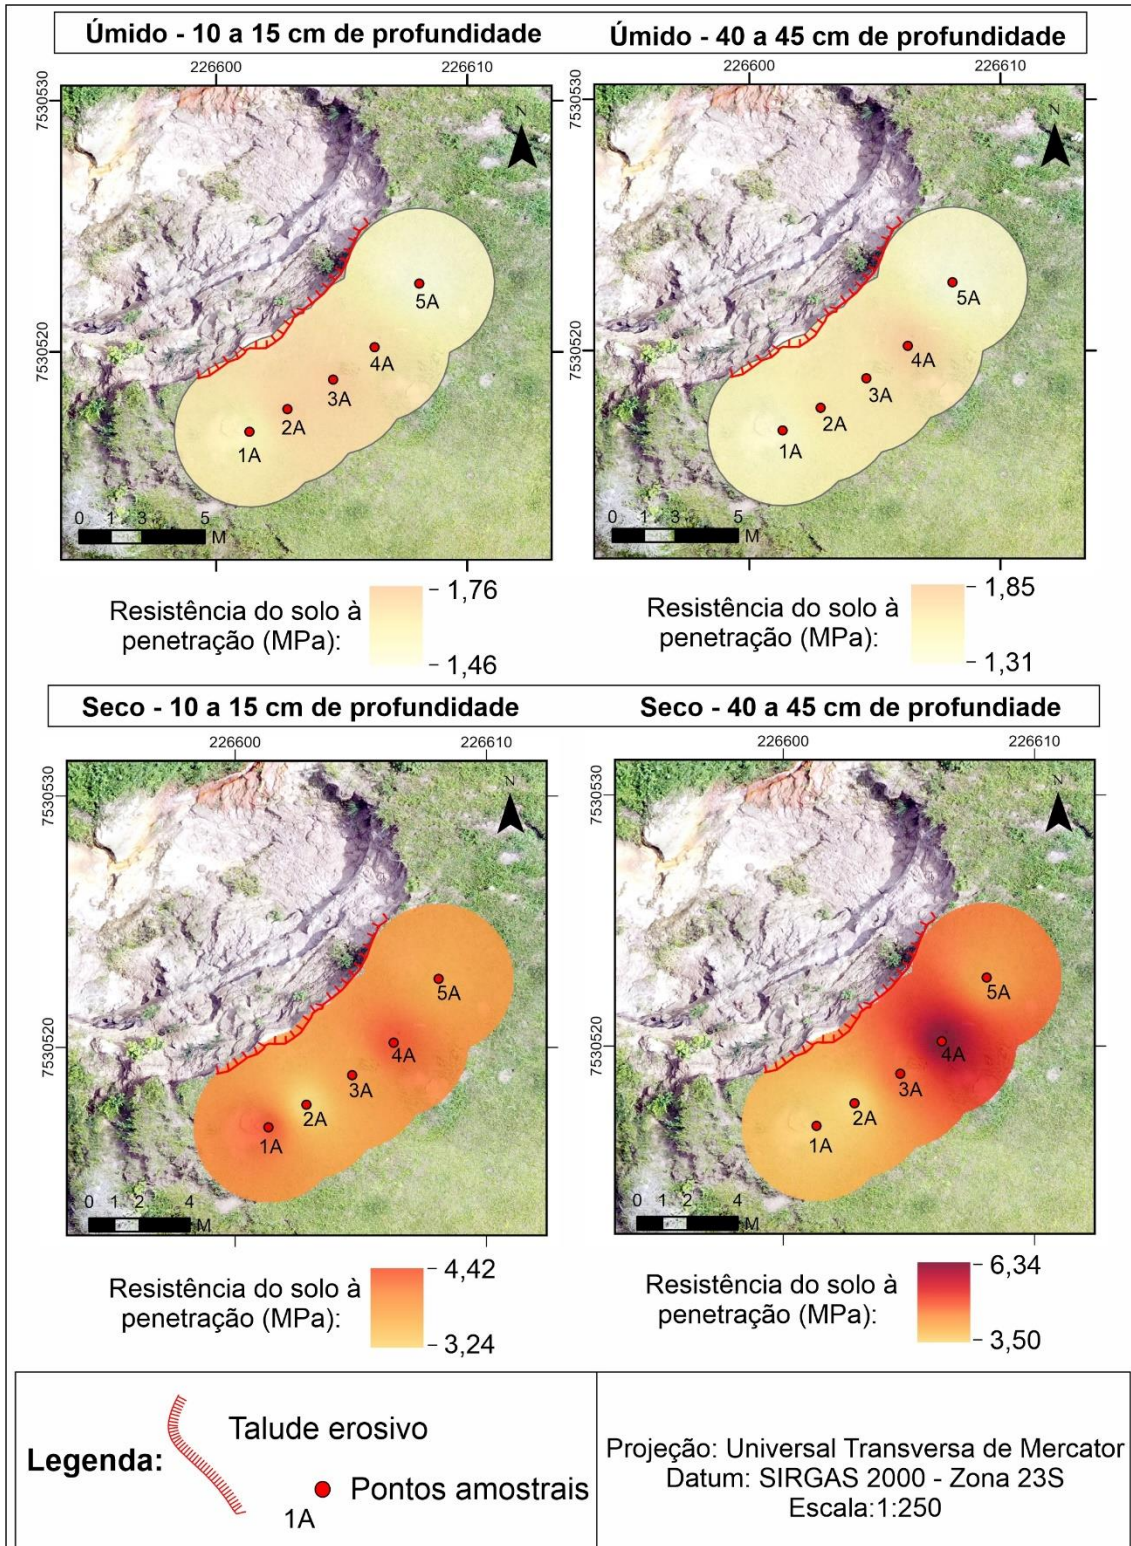 Úmido - 10 a 15 cm de profundidade
Úmido - 40 a 45 cm de profundidade
226600 226610
226600 226610
7530530
7530520
N
5A
4A
3A
2A
1A
0 1 3 5
M
7530530
7530520
N
5A
4A
3A
2A
1A
0 1 3 5
M
Resistência do solo à
penetração (MPa):
1,76
1,46
Resistência do solo à
penetração (MPa):
1,85
1,31
Seco - 10 a 15 cm de profundidade
Seco - 40 a 45 cm de profundiade
226600 226610
226600 226610
7530530
7530520
N
5A
4A
3A
2A
1A
0 1 2 4
M
7530530
7530520
N
5A
4A
3A
2A
1A
0 1 2 4
M
Resistência do solo à
penetração (MPa):
4,42
3,24
Resistência do solo à
penetração (MPa):
6,34
3,50
Legenda:
Talude erosivo
Pontos amostrais
1A
Projeção: Universal Transversa de Mercator
Datum: SIRGAS 2000 - Zona 23S
Escala:1:250